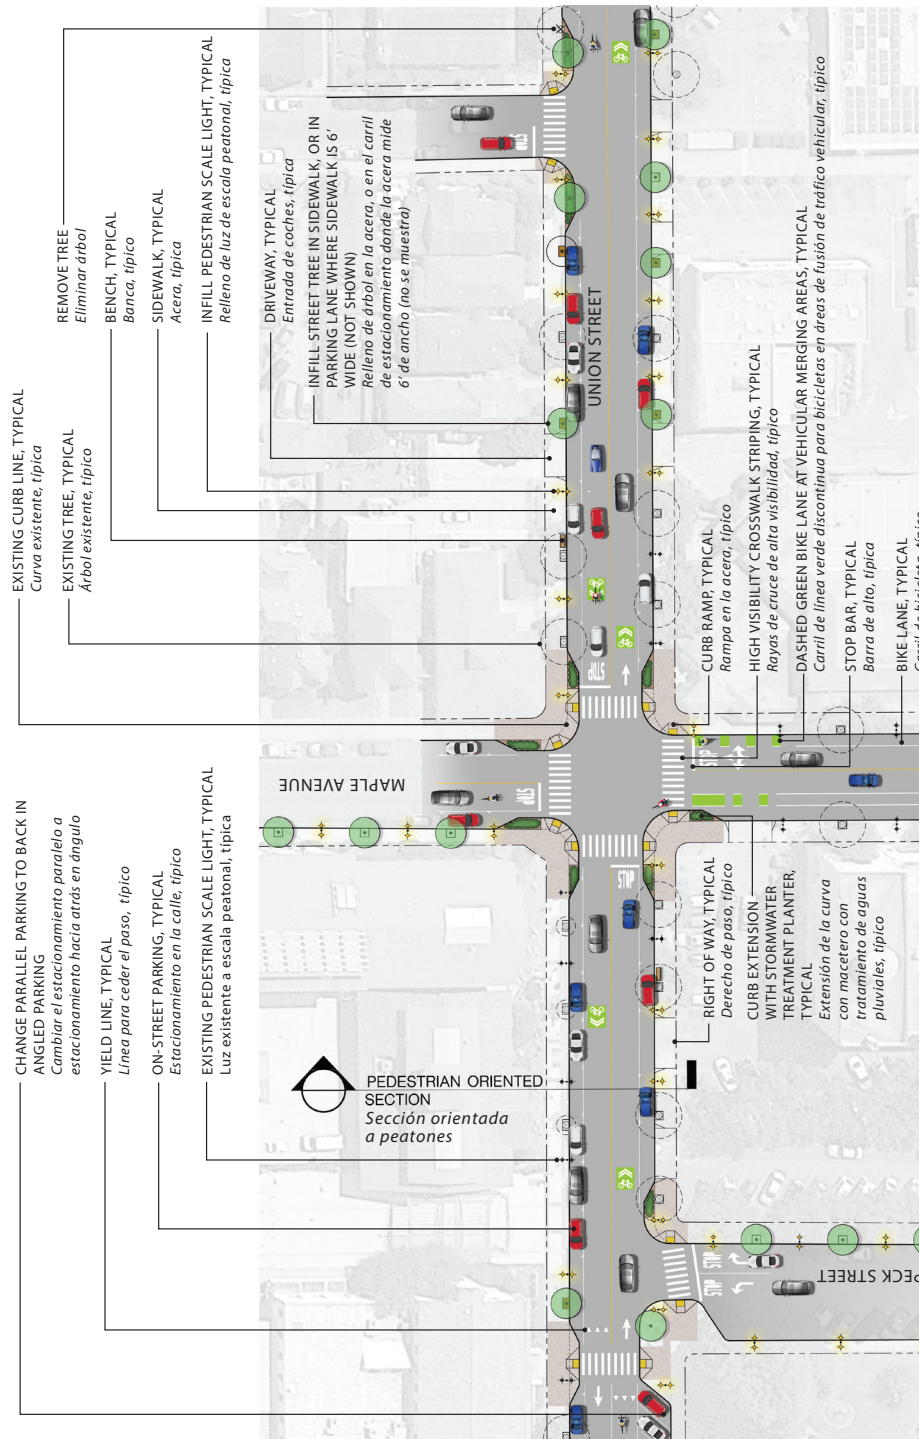 CHANGE PARALLEL PARKING TO BACK IN
ANGLED PARKING
Cambiar el estacionamiento paralelo a
estacionamiento hacia atrás en ángulo
YIELD LINE, TYPICAL
Línea para ceder el paso, típico
ON-STREET PARKING, TYPICAL
Estacionamiento en la calle, típico
EXISTING PEDESTRIAN SCALE LIGHT, TYPICAL
Luz existente a escala peatonal, típica
EXISTING CURB LINE, TYPICAL
Curva existente, típica
EXISTING TREE, TYPICAL
Árbol existente, típico
REMOVE TREE
Eliminar árbol
BENCH, TYPICAL
Banca, típico
SIDEWALK, TYPICAL
Acera, típica
INFILL PEDESTRIAN SCALE LIGHT, TYPICAL
Relleno de luz de escala peatonal, típica
DRIVEWAY, TYPICAL
Entrada de coches, típica
INFILL STREET TREE IN SIDEWALK, OR IN
PARKING LANE WHERE SIDEWALK IS 6'
WIDE (NOT SHOWN)
Relleno de árbol en la acera, o en el carril
de estacionamiento donde la acera mide
6' de ancho (no se muestra)
MAPLE AVENUE
UNION STREET
PECK STREET
STOP
STOP
STOP
STOP
STOP
STOP
STOP
PEDESTRIAN ORIENTED
SECTION
Sección orientada
a peatones
RIGHT OF WAY, TYPICAL
Derecho de paso, típico
CURB EXTENSION
WITH STORMWATER
TREATMENT PLANTER,
TYPICAL
Extensión de la curva
con macetero con
tratamiento de aguas
pluviales, típico
CURB RAMP, TYPICAL
Rampa en la acera, típico
HIGH VISIBILITY CROSSWALK STRIPING, TYPICAL
Rayas de cruce de alta visibilidad, típico
DASHED GREEN BIKE LANE AT VEHICULAR MERGING AREAS, TYPICAL
Carril de línea verde discontinua para bicicletas en áreas de fusión de tráfico vehicular, típico
STOP BAR, TYPICAL
Barra de alto, típica
BIKE LANE, TYPICAL
Carril de bicicleta, típico